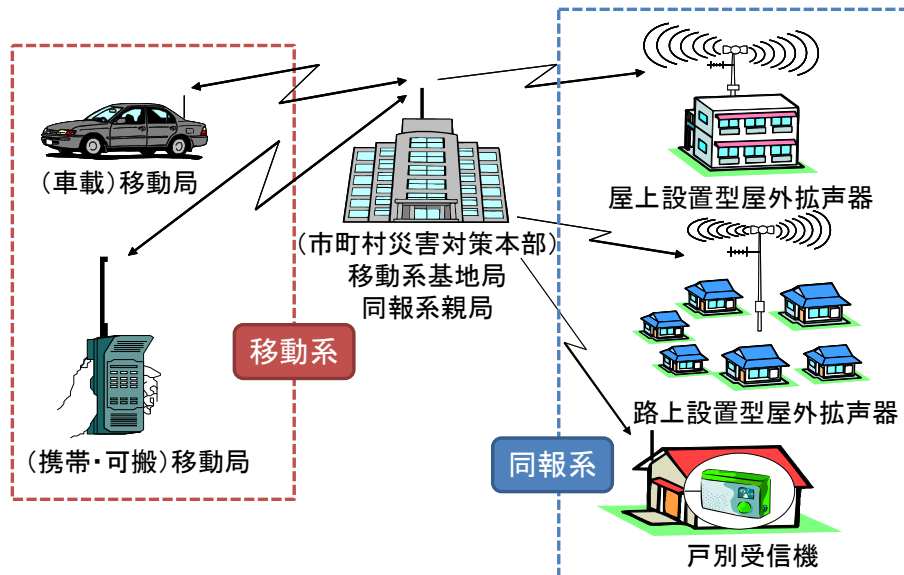 (車載)移動局
(市町村災害対策本部)
移動系基地局
同報系親局
移動系
(携帯・可搬)移動局
屋上設置型屋外拡声器
路上設置型屋外拡声器
同報系
戸別受信機